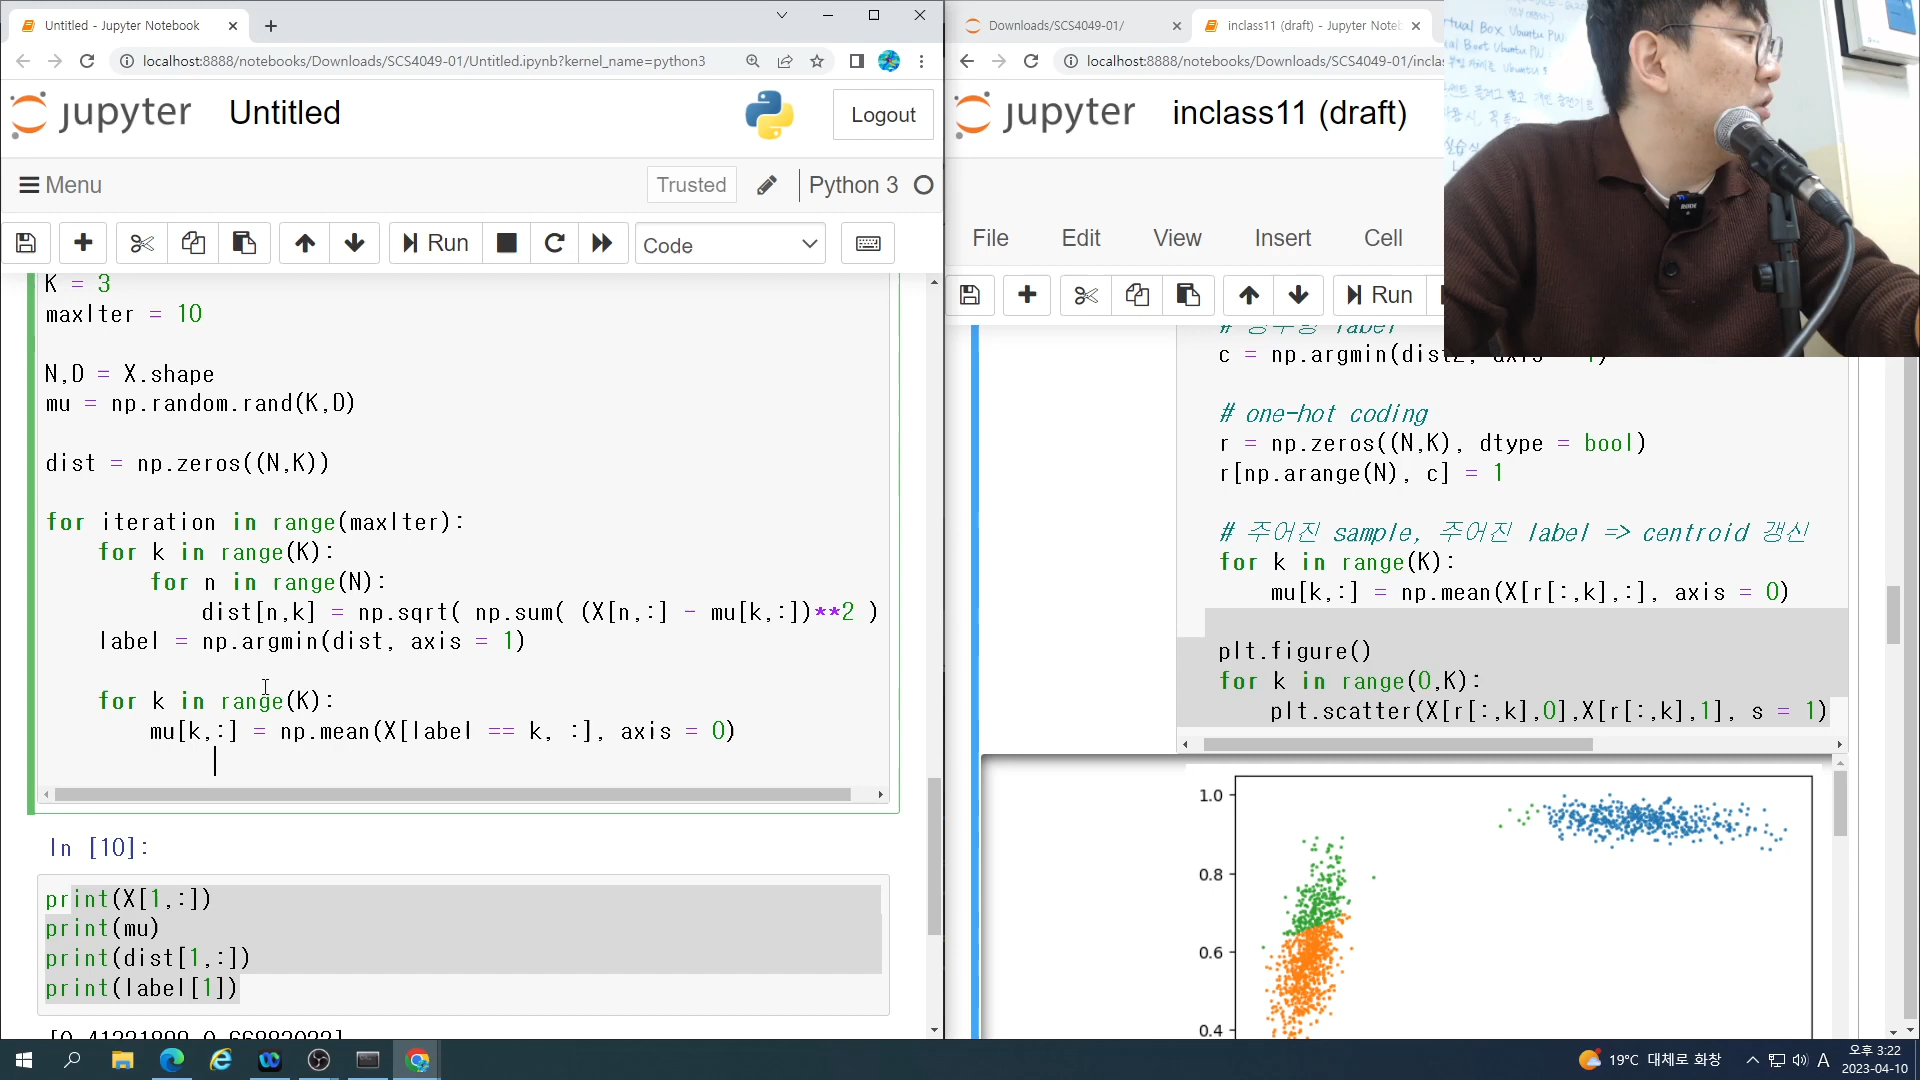 Untitled - Jupyter Notebook
localhost:8888/notebooks/Downloads/SCS4049-01/Untitled.ipynb?kernel_name=python3
jupyter Untitled
Logout
Menu
Trusted
Python 3
Run
Code
K = 3
maxIter = 10
N,D = X.shape
mu = np.random.rand(K,D)
dist = np.zeros((N,K))
for iteration in range(maxIter):
for k in range(K):
for n in range(N):
dist[n,k] = np.sqrt( np.sum( (X[n,:] - mu[k,:])**2 )
label = np.argmin(dist, axis = 1)
for k in range(K):
mu[k,:] = np.mean(X[label == k, :], axis = 0)
In [10]:
print(X[1,:])
print(mu)
print(dist[1,:])
print(label[1])
Downloads/SCS4049-01/
inclass11 (draft) - Jupyter Noteb
localhost:8888/notebooks/Downloads/SCS4049-01/incla
jupyter inclass11 (draft)
File Edit View Insert Cell
Run
label
c = np.argmin(dist2, axis = 1)
# one-hot coding
r = np.zeros((N,K), dtype = bool)
r[np.arange(N), c] = 1
# 주어진 sample, 주어진 label => centroid 갱신
for k in range(K):
mu[k,:] = np.mean(X[r[:,k],:], axis = 0)
plt.figure()
for k in range(0,K):
plt.scatter(X[r[:,k],0],X[r[:,k],1], s = 1)
1.0
0.8
0.6
0.4
RODE
19°C 대체로 화창
A
오후 3:22
2023-04-10